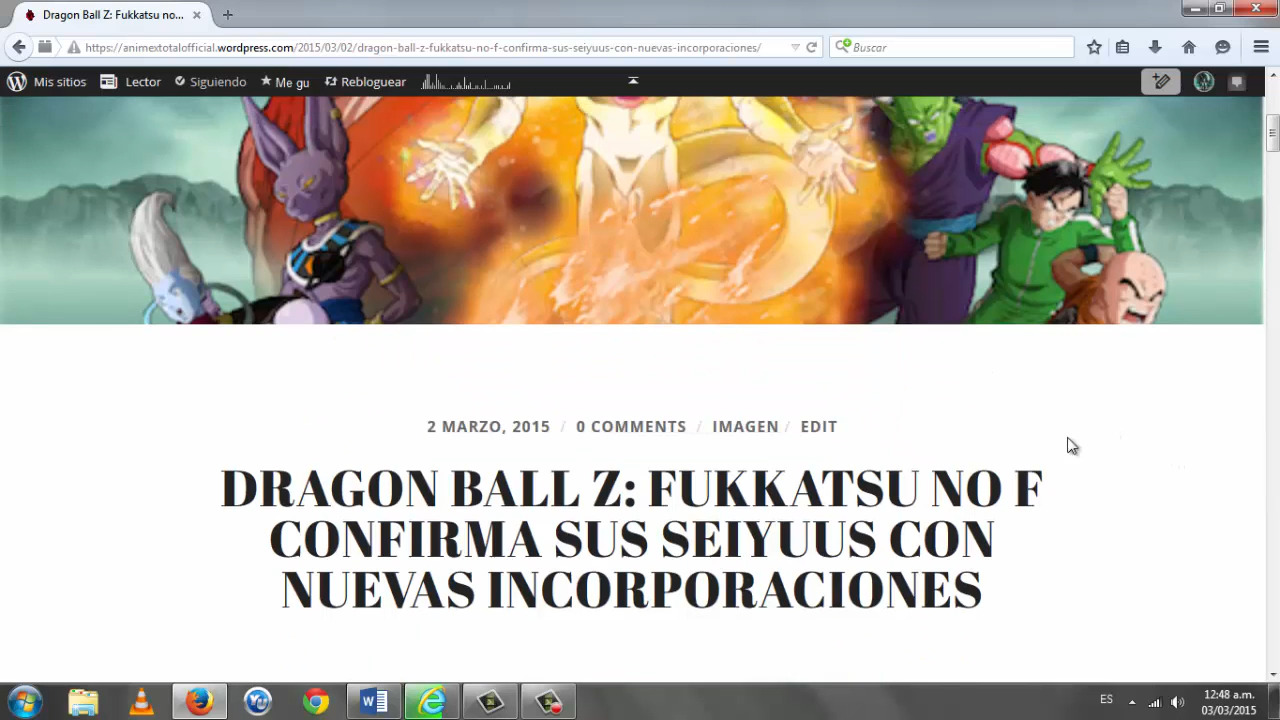 Dragon Ball Z: Fukkatsu no...
https://animextotalofficial.wordpress.com/2015/03/02/dragon-ball-z-fukkatsu-no-f-confirma-sus-seiyuus-con-nuevas-incorporaciones/
Buscar
Mis sitios
Lector
Siguiendo
Me gu
Rebloguear
2 MARZO, 2015 / 0 COMMENTS / IMAGEN / EDIT
DRAGON BALL Z: FUKKATSU NO F
CONFIRMA SUS SEIYUUS CON
NUEVAS INCORPORACIONES
ES
12:48 a.m.
03/03/2015